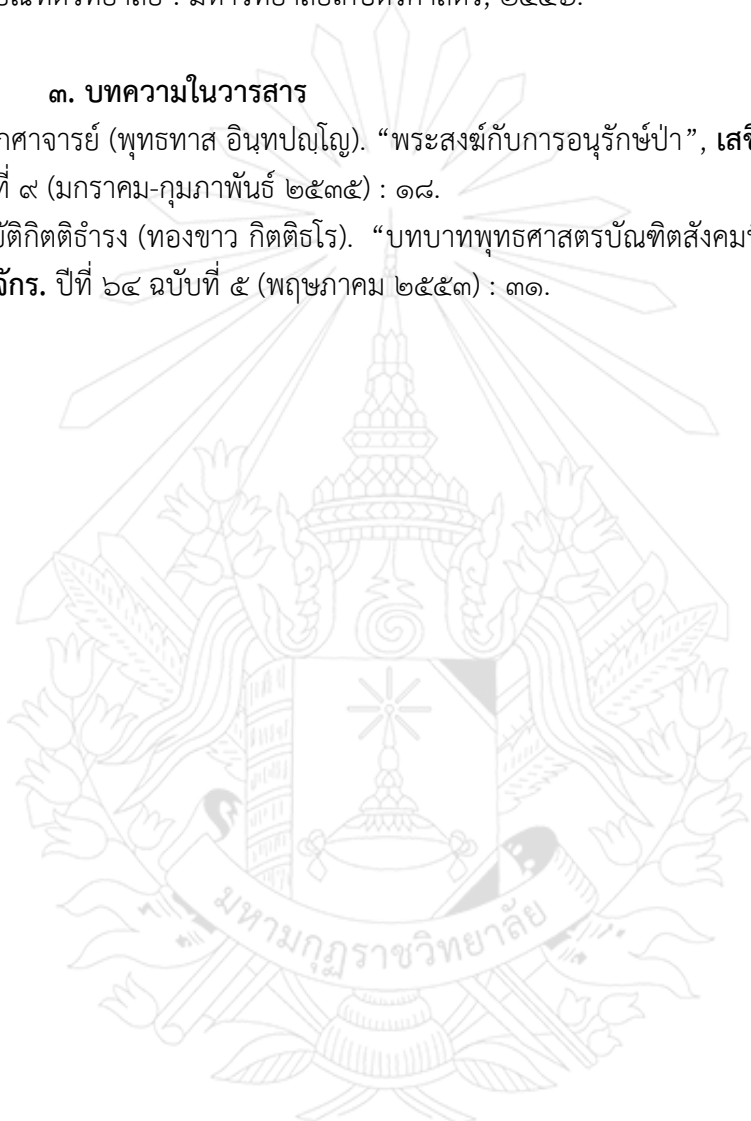 ๓. บทความในวารสาร
กศาจารย์ (พุทธทาส อินฺทปญฺโญ). “พระสงฆ์กับการอนุรักษ์ป่า”,
ที่ ๙ (มกราคม-กุมภาพันธ์ ๒๕๓๕) : ๑๘.
บัติกิตติธำรง (ทองขาว กิตติธโร). “บทบาทพุทธศาสตรบัณฑิตสังคม
จักร. ปีที่ ๖๔ ฉบับที่ ๕ (พฤษภาคม ๒๕๕๓) : ๓๑.
มหามกุฏราชวิทยาลัย